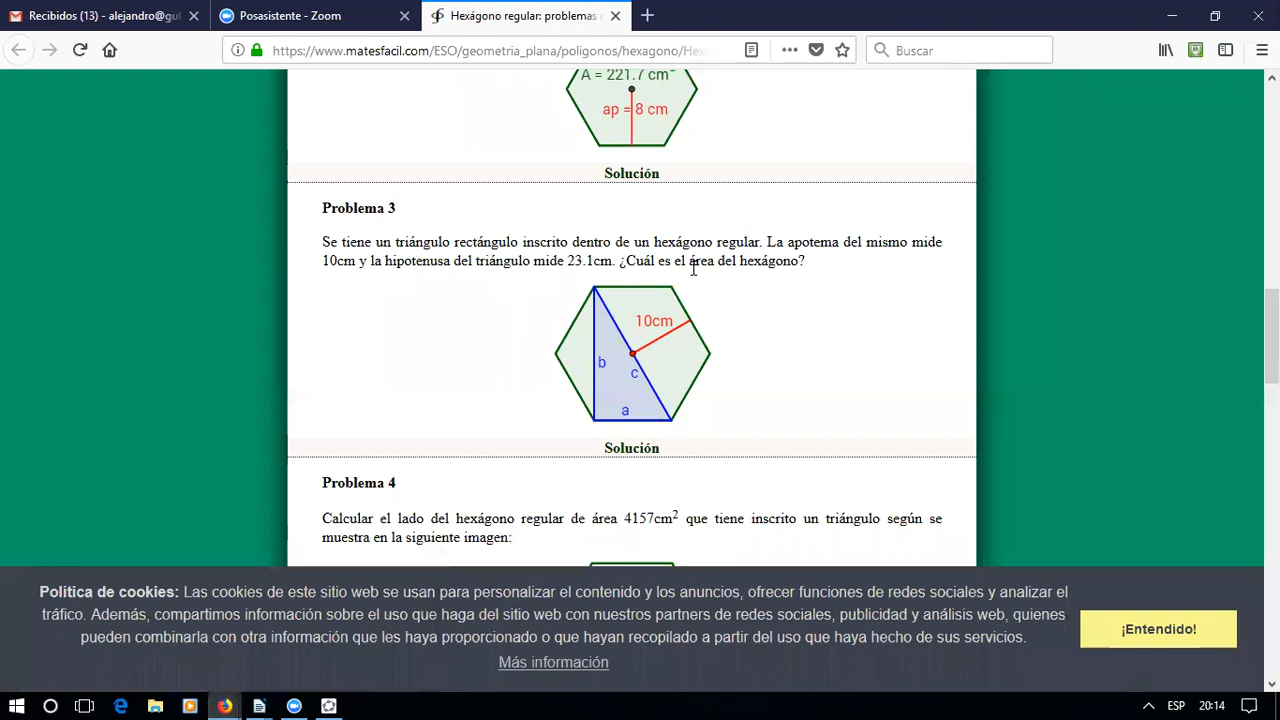 Recibidos (13) - alejandro@gu
Posasistente - Zoom
Hexágono regular: problemas
https://www.matesfacil.com/ESO/geometria_plana/poligonos/hexagono/Hex
Buscar
A = 221.7 cm²
ap = 8 cm
Solución
Problema 3
Se tiene un triángulo rectángulo inscrito dentro de un hexágono regular. La apotema del mismo mide
10cm y la hipotenusa del triángulo mide 23.1cm. ¿Cuál es el área del hexágono?
10cm
b
c
a
Solución
Problema 4
Calcular el lado del hexágono regular de área 4157cm² que tiene inscrito un triángulo según se
muestra en la siguiente imagen:
Política de cookies: Las cookies de este sitio web se usan para personalizar el contenido y los anuncios, ofrecer funciones de redes sociales y analizar el
tráfico. Además, compartimos información sobre el uso que haga del sitio web con nuestros partners de redes sociales, publicidad y análisis web, quienes
pueden combinarla con otra información que les haya proporcionado o que hayan recopilado a partir del uso que haya hecho de sus servicios.
¡Entendido!
Más información
ESP
20:14